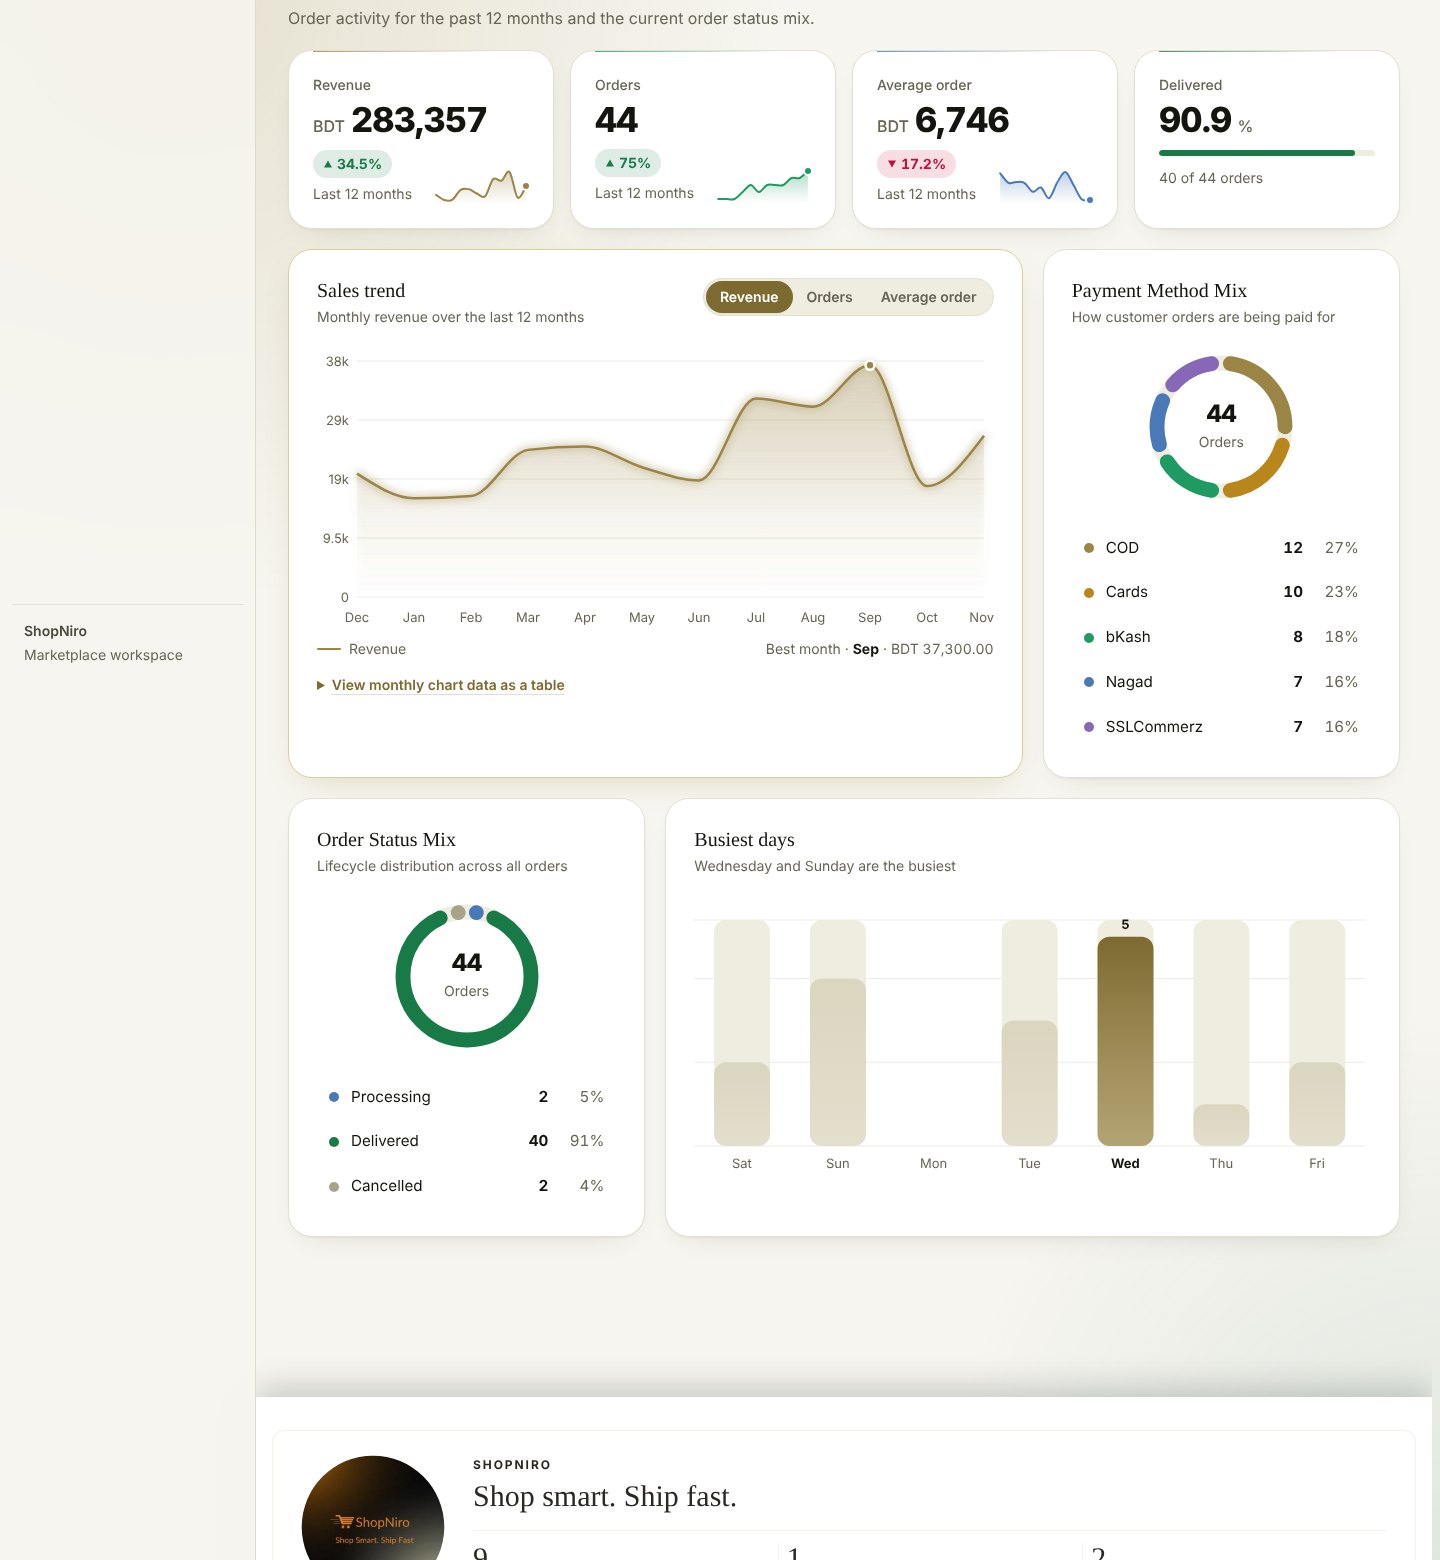 Order activity for the past 12 months and the current order status mix.
Revenue
BDT 283,357
▲ 34.5%
Last 12 months
Orders
44
▲ 75%
Last 12 months
Average order
BDT 6,746
▼ 17.2%
Last 12 months
Delivered
90.9 %
40 of 44 orders
Sales trend
Monthly revenue over the last 12 months
Revenue Orders Average order
38k
29k
19k
9.5k
0
Dec Jan Feb Mar Apr May Jun Jul Aug Sep Oct Nov
Revenue
Best month · Sep · BDT 37,300.00
▶ View monthly chart data as a table
Payment Method Mix
How customer orders are being paid for
44
Orders
COD 12 27%
Cards 10 23%
bKash 8 18%
Nagad 7 16%
SSLCommerz 7 16%
ShopNiro
Marketplace workspace
Order Status Mix
Lifecycle distribution across all orders
44
Orders
Processing 2 5%
Delivered 40 91%
Cancelled 2 4%
Busiest days
Wednesday and Sunday are the busiest
5
Sat Sun Mon Tue Wed Thu Fri
ShopNiro
Shop Smart. Ship Fast
SHOPNIRO
Shop smart. Ship fast.
9 1 2